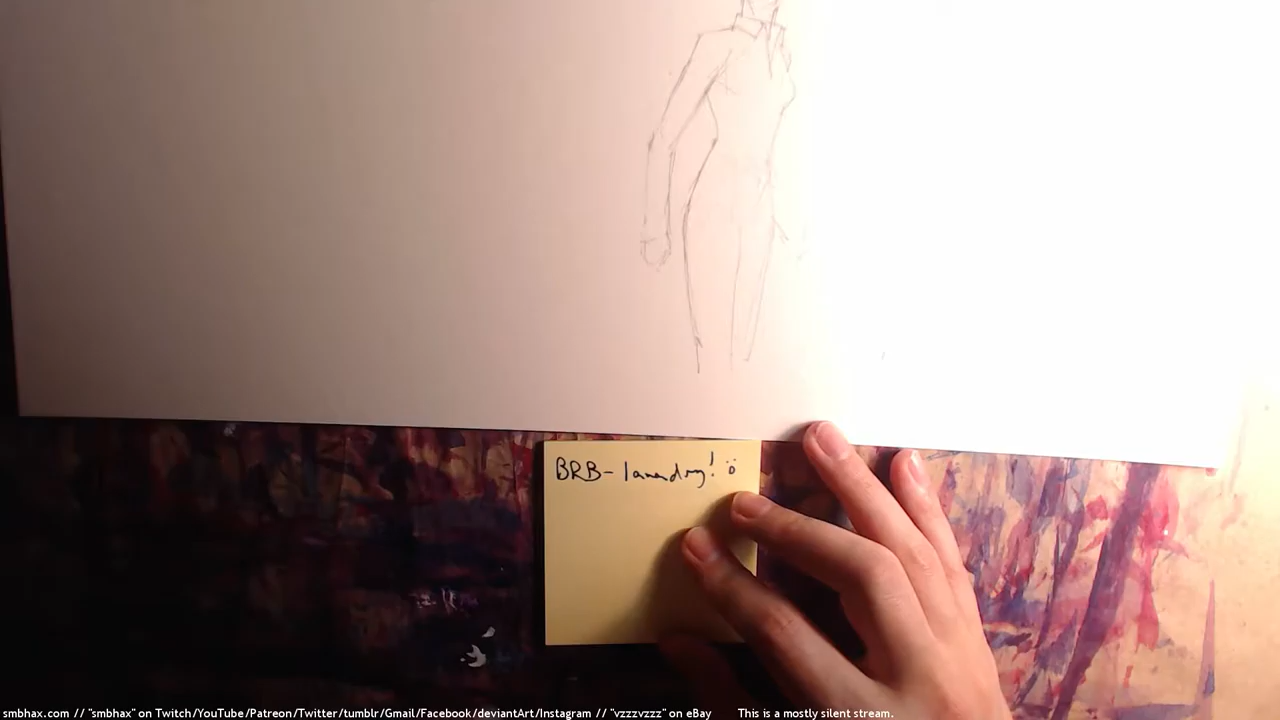 BRB- laundry! :o
smbhax.com // "smbhax" on Twitch/YouTube/Patreon/Twitter/tumblr/Gmail/Facebook/deviantArt/Instagram // "vzzzvzzz" on eBay This is a mostly silent stream.